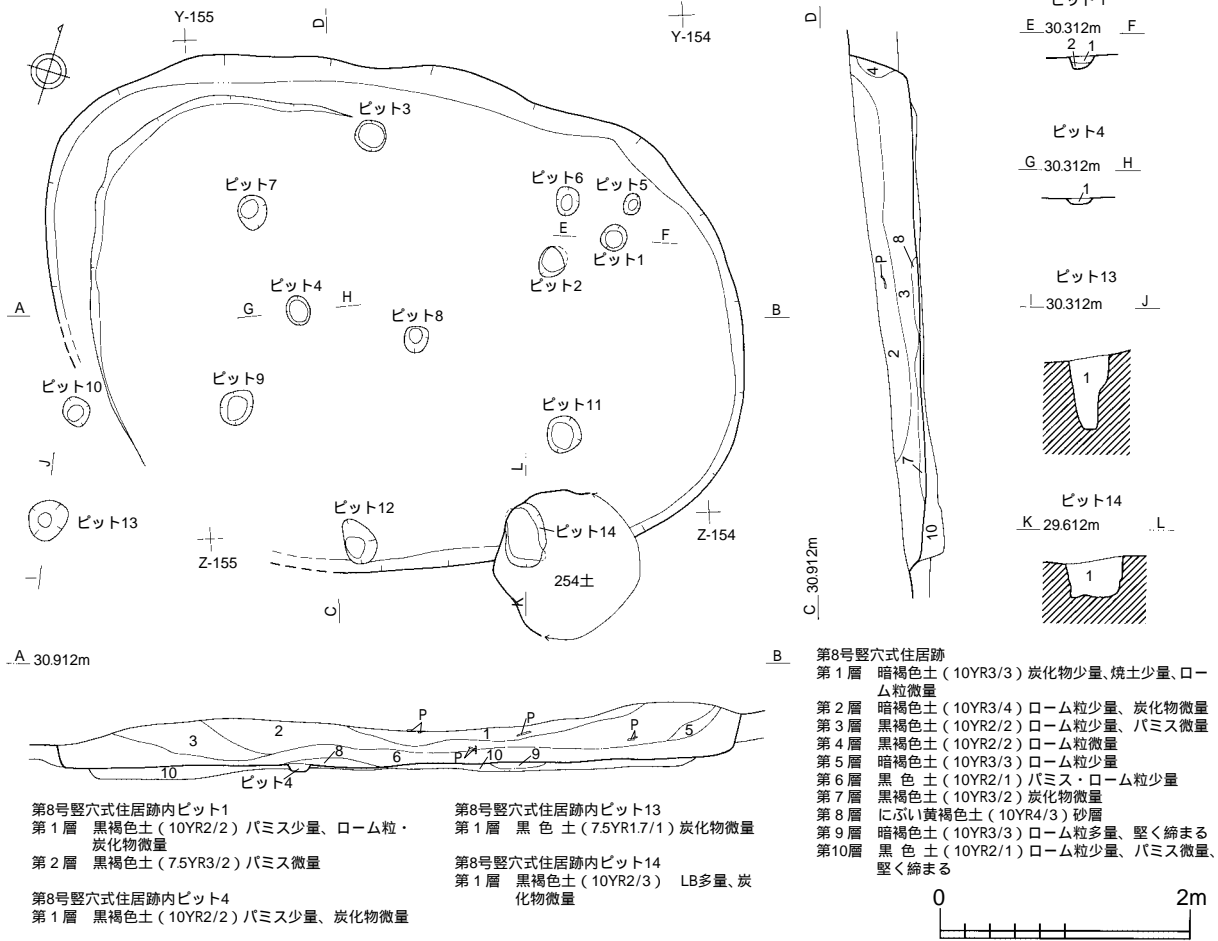 Y-155
D
Y-154
ピット3
ピット7
ピット6
ピット5
E
F
ピット1
ピット2
ピット4
G
H
ピット8
A
B
ピット10
ピット9
ピット11
J
L
ピット13
ピット12
ピット14
Z-155
Z-154
254土
I
C
K
D
4
8
P
3
2
7
10
C 30.912m
E 30.312m F
2 1
ピット4
G 30.312m H
1
ピット13
I 30.312m J
1
ピット14
K 29.612m L
1
A 30.912m B
P
P
P
3
2
1
5
8
6
P
10
9
10
ピット4
第8号竪穴式住居跡
第1層 暗褐色土（10YR3/3）炭化物少量、焼土少量、ロー
ム粒微量
第2層 暗褐色土（10YR3/4）ローム粒少量、炭化物微量
第3層 黒褐色土（10YR2/2）ローム粒少量、パミス微量
第4層 黒褐色土（10YR2/2）ローム粒微量
第5層 暗褐色土（10YR3/3）ローム粒少量
第6層 黒 色 土（10YR2/1）パミス・ローム粒少量
第7層 黒褐色土（10YR3/2）炭化物微量
第8層 にぶい黄褐色土（10YR4/3）砂層
第9層 暗褐色土（10YR3/3）ローム粒多量、堅く締まる
第10層 黒 色 土（10YR2/1）ローム粒少量、パミス微量、
堅く締まる
第8号竪穴式住居跡内ピット1
第1層 黒褐色土（10YR2/2）パミス少量、ローム粒・
炭化物微量
第2層 黒褐色土（7.5YR3/2）パミス微量
第8号竪穴式住居跡内ピット4
第1層 黒褐色土（10YR2/2）パミス少量、炭化物微量
第8号竪穴式住居跡内ピット13
第1層 黒 色 土（7.5YR1.7/1）炭化物微量
第8号竪穴式住居跡内ピット14
第1層 黒褐色土（10YR2/3） LB多量、炭
化物微量
0 2m